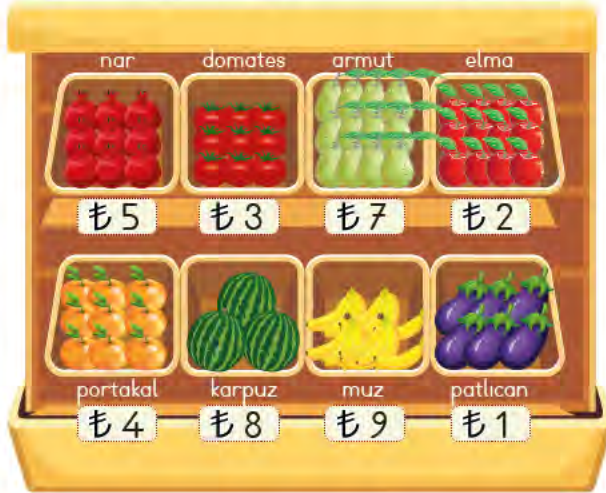 nar domates armut elma
₺ 5 ₺ 3 ₺ 7 ₺ 2
portakal karpuz muz patlıcan
₺ 4 ₺ 8 ₺ 9 ₺ 1